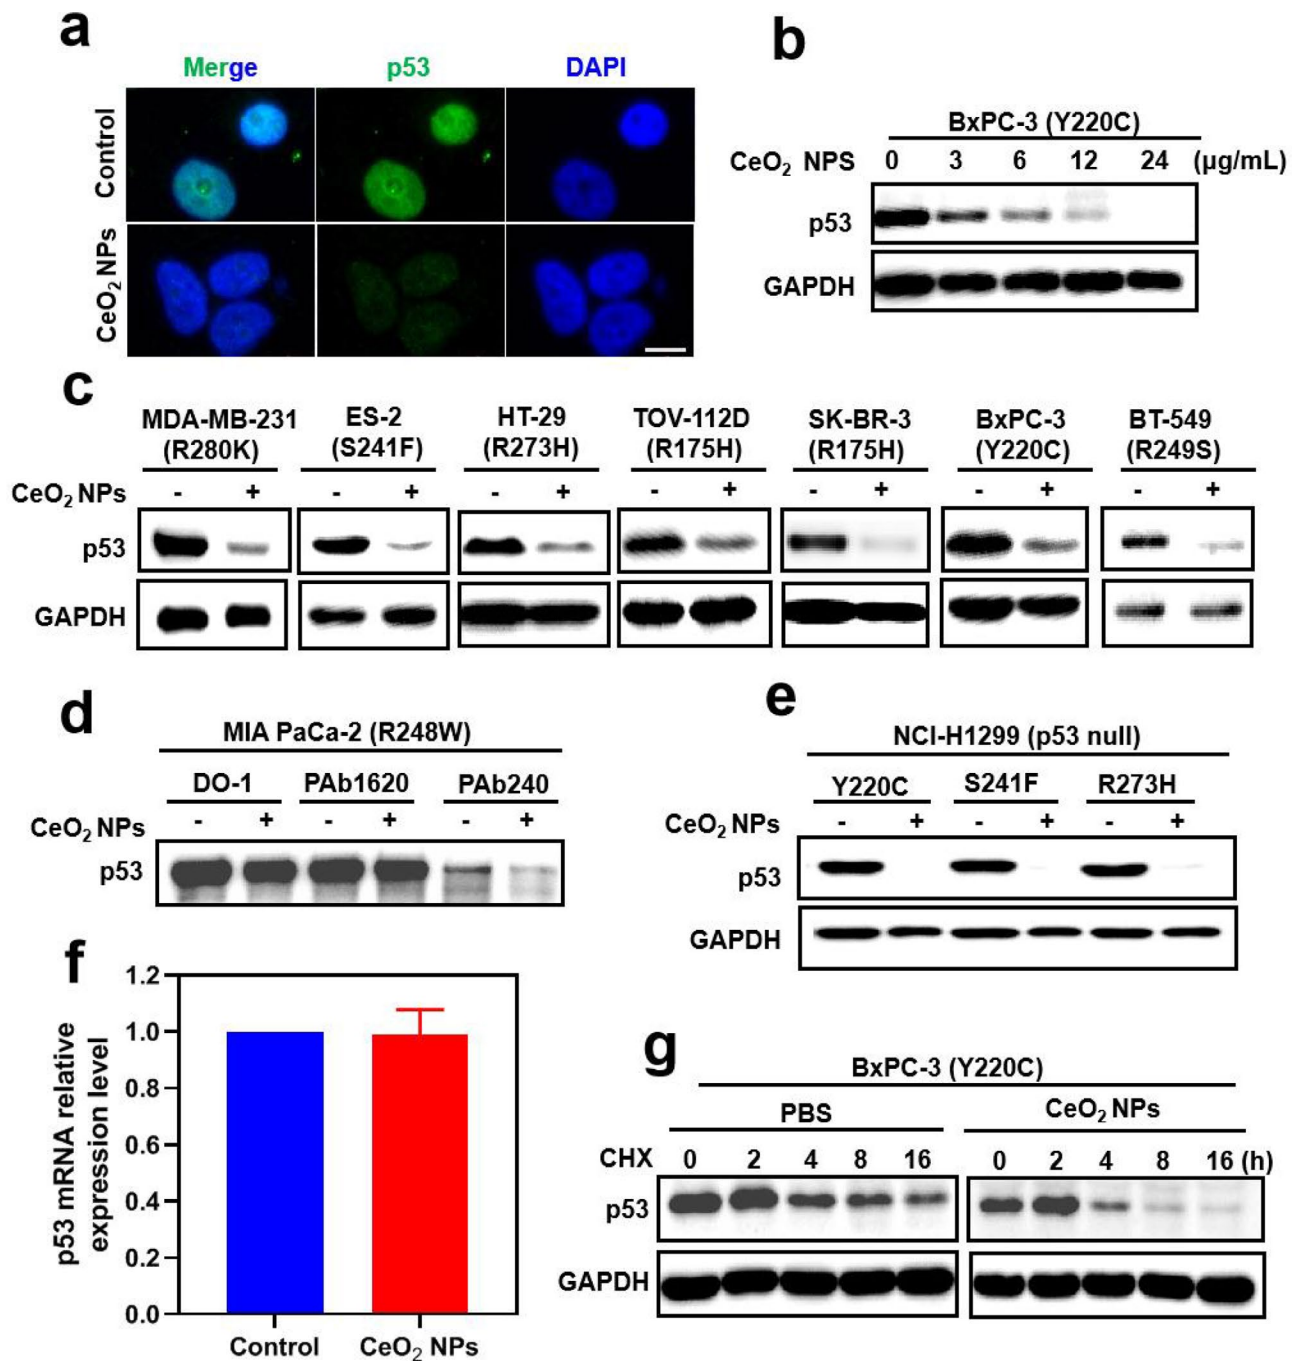 a
Merge p53 DAPI
Control
CeO₂ NPs
b
BxPC-3 (Y220C)
CeO₂ NPS 0 3 6 12 24 (µg/mL)
p53
GAPDH
c
MDA-MB-231 ES-2 HT-29 TOV-112D SK-BR-3 BxPC-3 BT-549
(R280K) (S241F) (R273H) (R175H) (R175H) (Y220C) (R249S)
CeO₂ NPs - + - + - + - + - + - + - +
p53
GAPDH
d
MIA PaCa-2 (R248W)
DO-1 PAb1620 PAb240
CeO₂ NPs - + - + - +
p53
e
NCI-H1299 (p53 null)
Y220C S241F R273H
CeO₂ NPs - + - + - +
p53
GAPDH
f
p53 mRNA relative
expression level
1.2
1.0
0.8
0.6
0.4
0.2
0.0
Control CeO₂ NPs
g
BxPC-3 (Y220C)
PBS CeO₂ NPs
CHX 0 2 4 8 16 0 2 4 8 16 (h)
p53
GAPDH